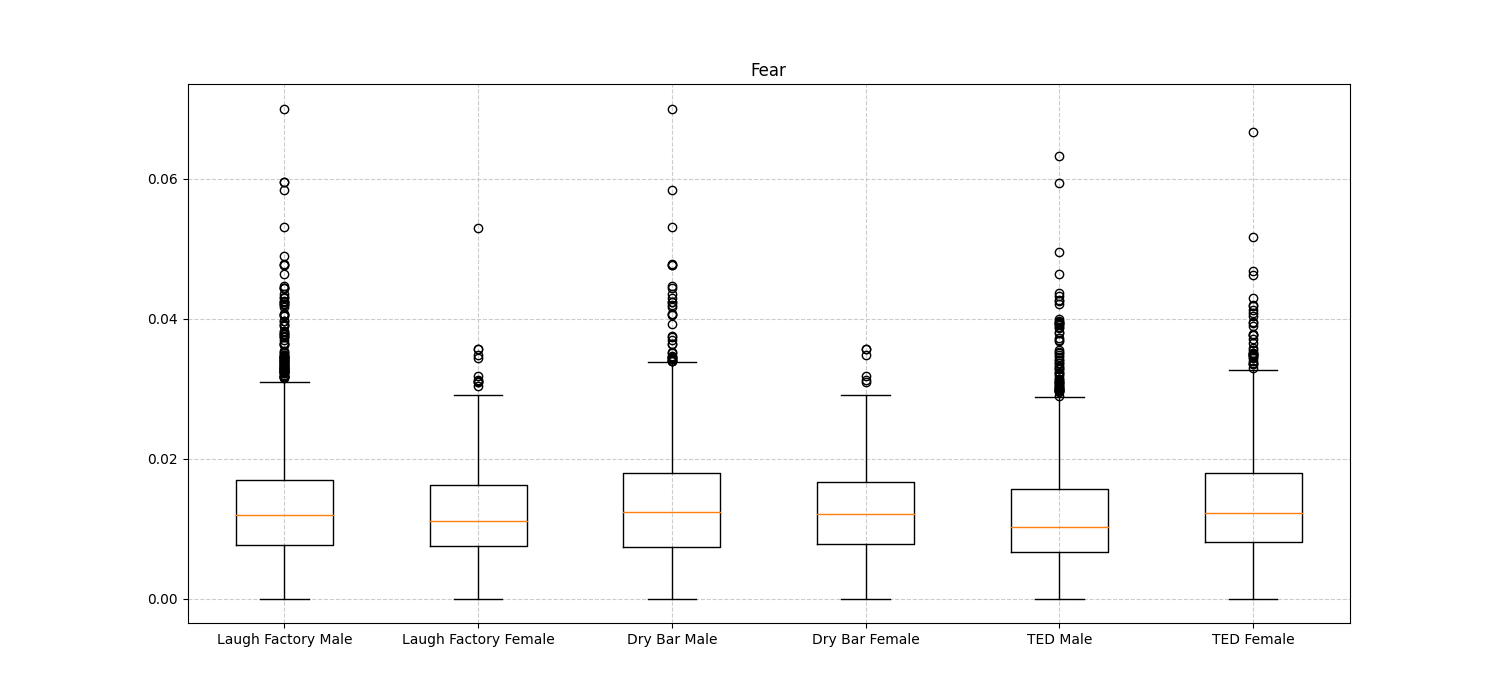 Fear
0.06
0.04
0.02
0.00
Laugh Factory Male
Laugh Factory Female
Dry Bar Male
Dry Bar Female
TED Male
TED Female